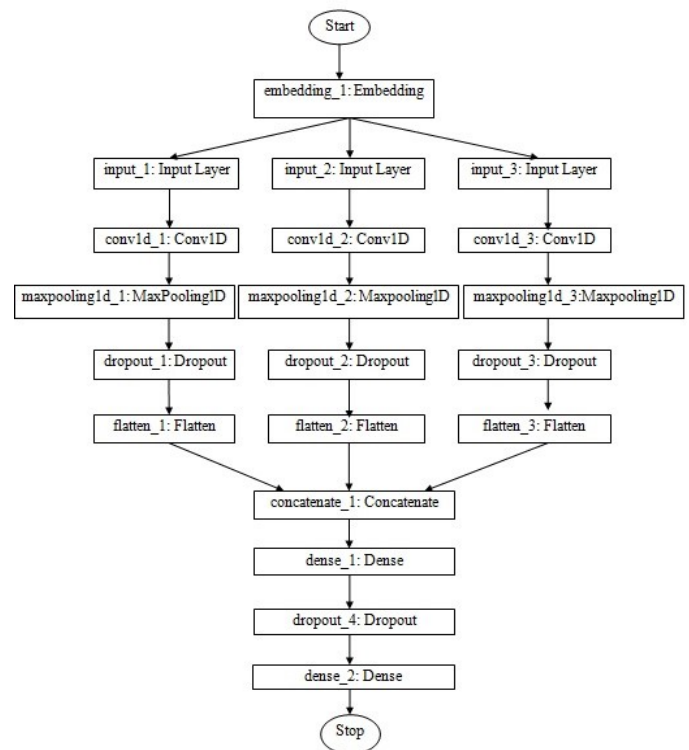 Start
embedding_1: Embedding
input_1: Input Layer
input_2: Input Layer
input_3: Input Layer
conv1d_1: Conv1D
conv1d_2: Conv1D
conv1d_3: Conv1D
maxpooling1d_1: MaxPooling1D
maxpooling1d_2: Maxpooling1D
maxpooling1d_3:Maxpooling1D
dropout_1: Dropout
dropout_2: Dropout
dropout_3: Dropout
flatten_1: Flatten
flatten_2: Flatten
flatten_3: Flatten
concatenate_1: Concatenate
dense_1: Dense
dropout_4: Dropout
dense_2: Dense
Stop